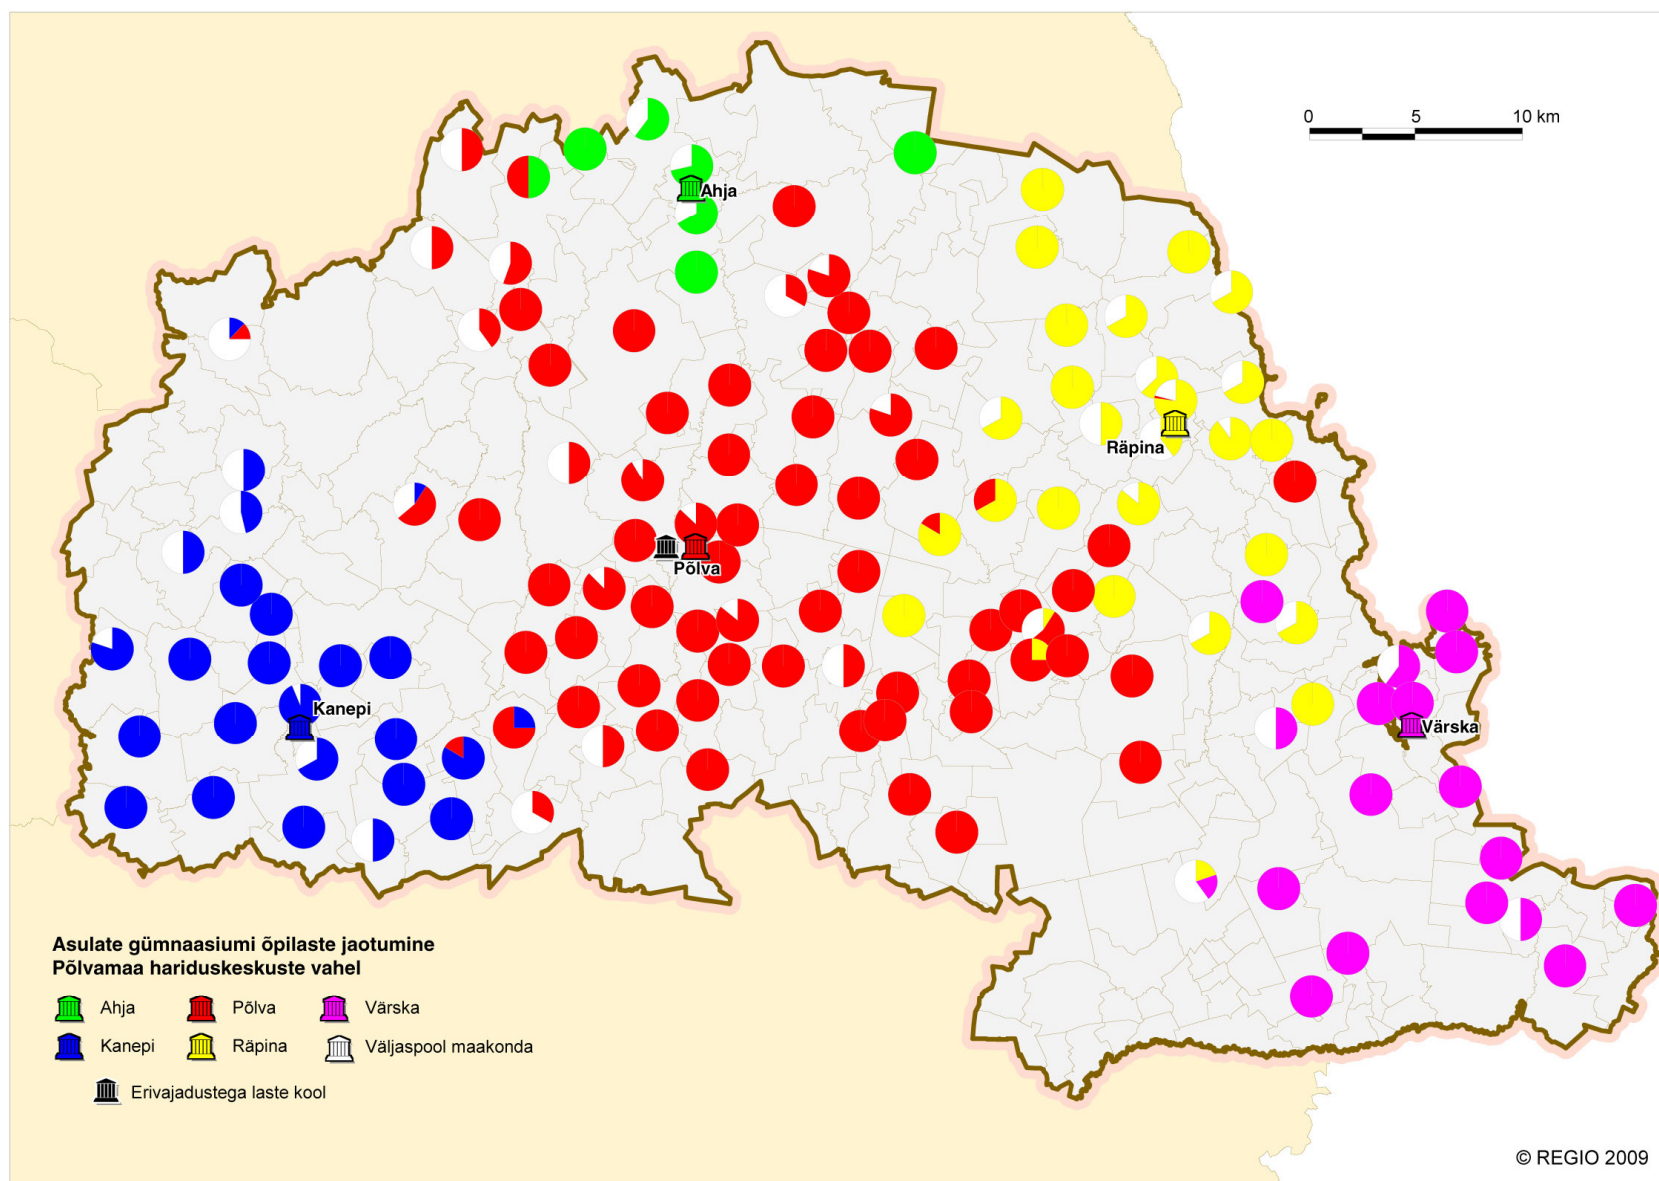 0 5 10 km
Ahja
Räpina
Põlva
Kanepi
Värska
Asulate gümnaasiumi õpilaste jaotumine
Põlvamaa hariduskeskuste vahel
Ahja Põlva Värska
Kanepi Räpina Väljaspool maakonda
Erivajadustega laste kool
© REGIO 2009